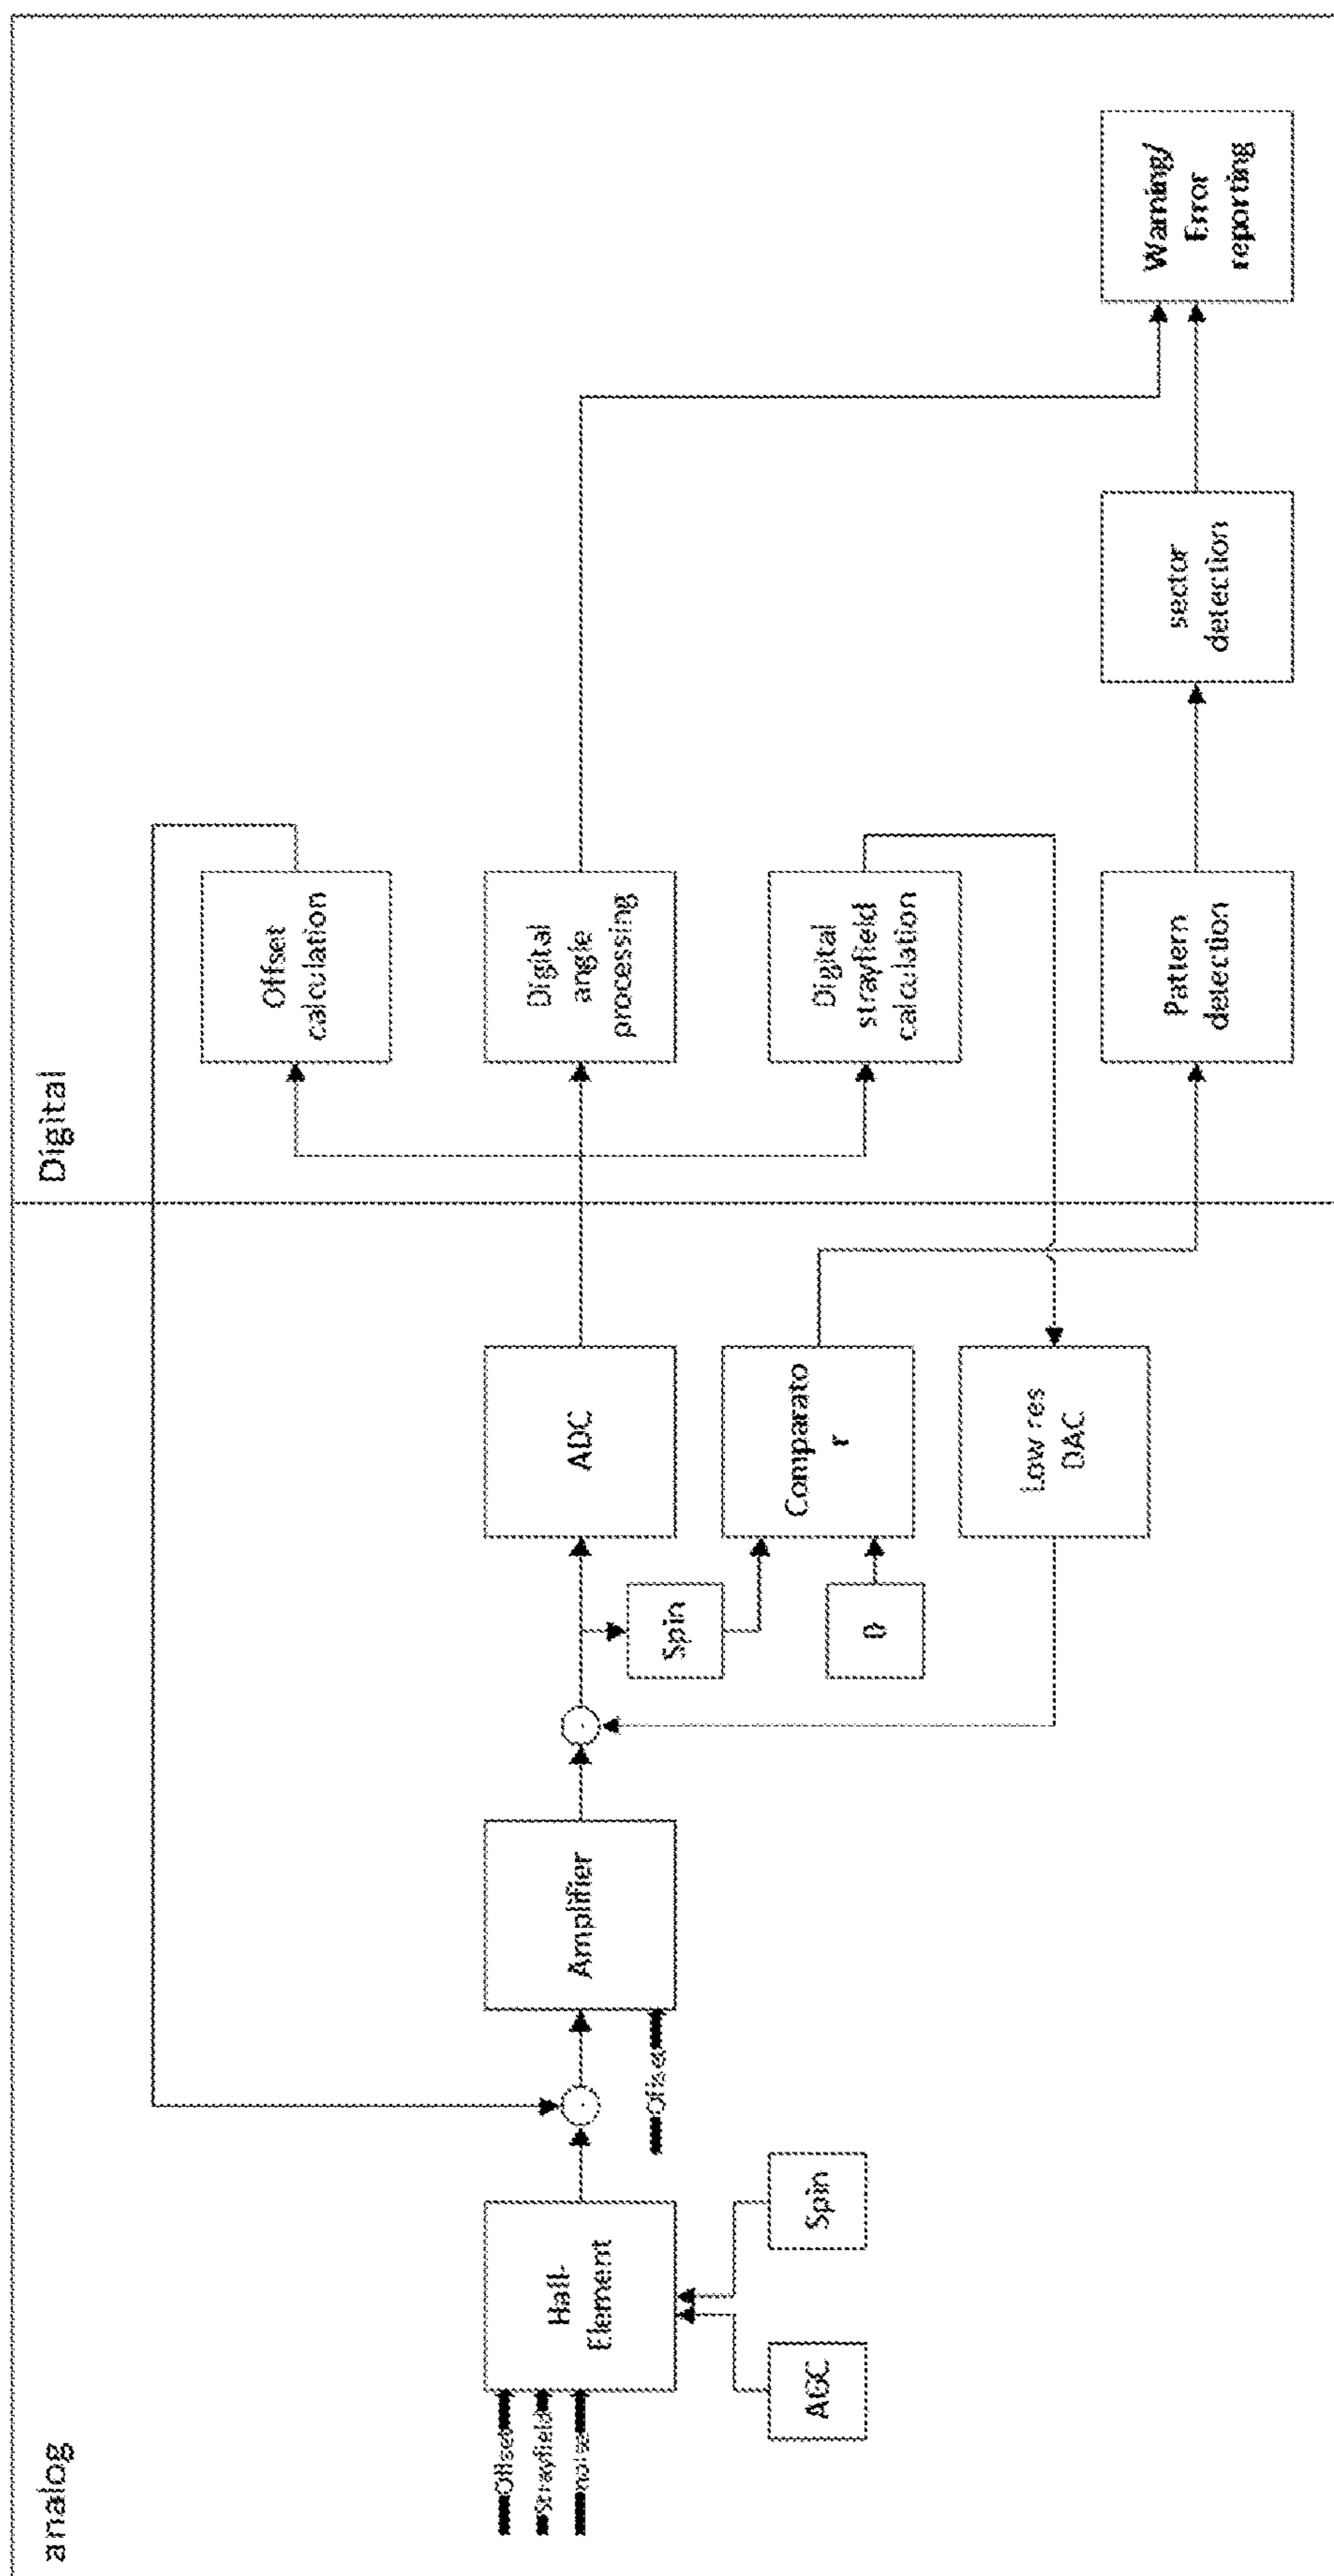 analog
Digital
Offset
Strayfield
noise
Hall-
Element
AGC
Spin
Offset
Amplifier
Spin
0
ADC
Comparato
r
Low res
DAC
Offset
calculation
Digital
angle
processing
Digital
strayfield
calculation
Pattern
detection
sector
detection
Warning/
Error
reporting